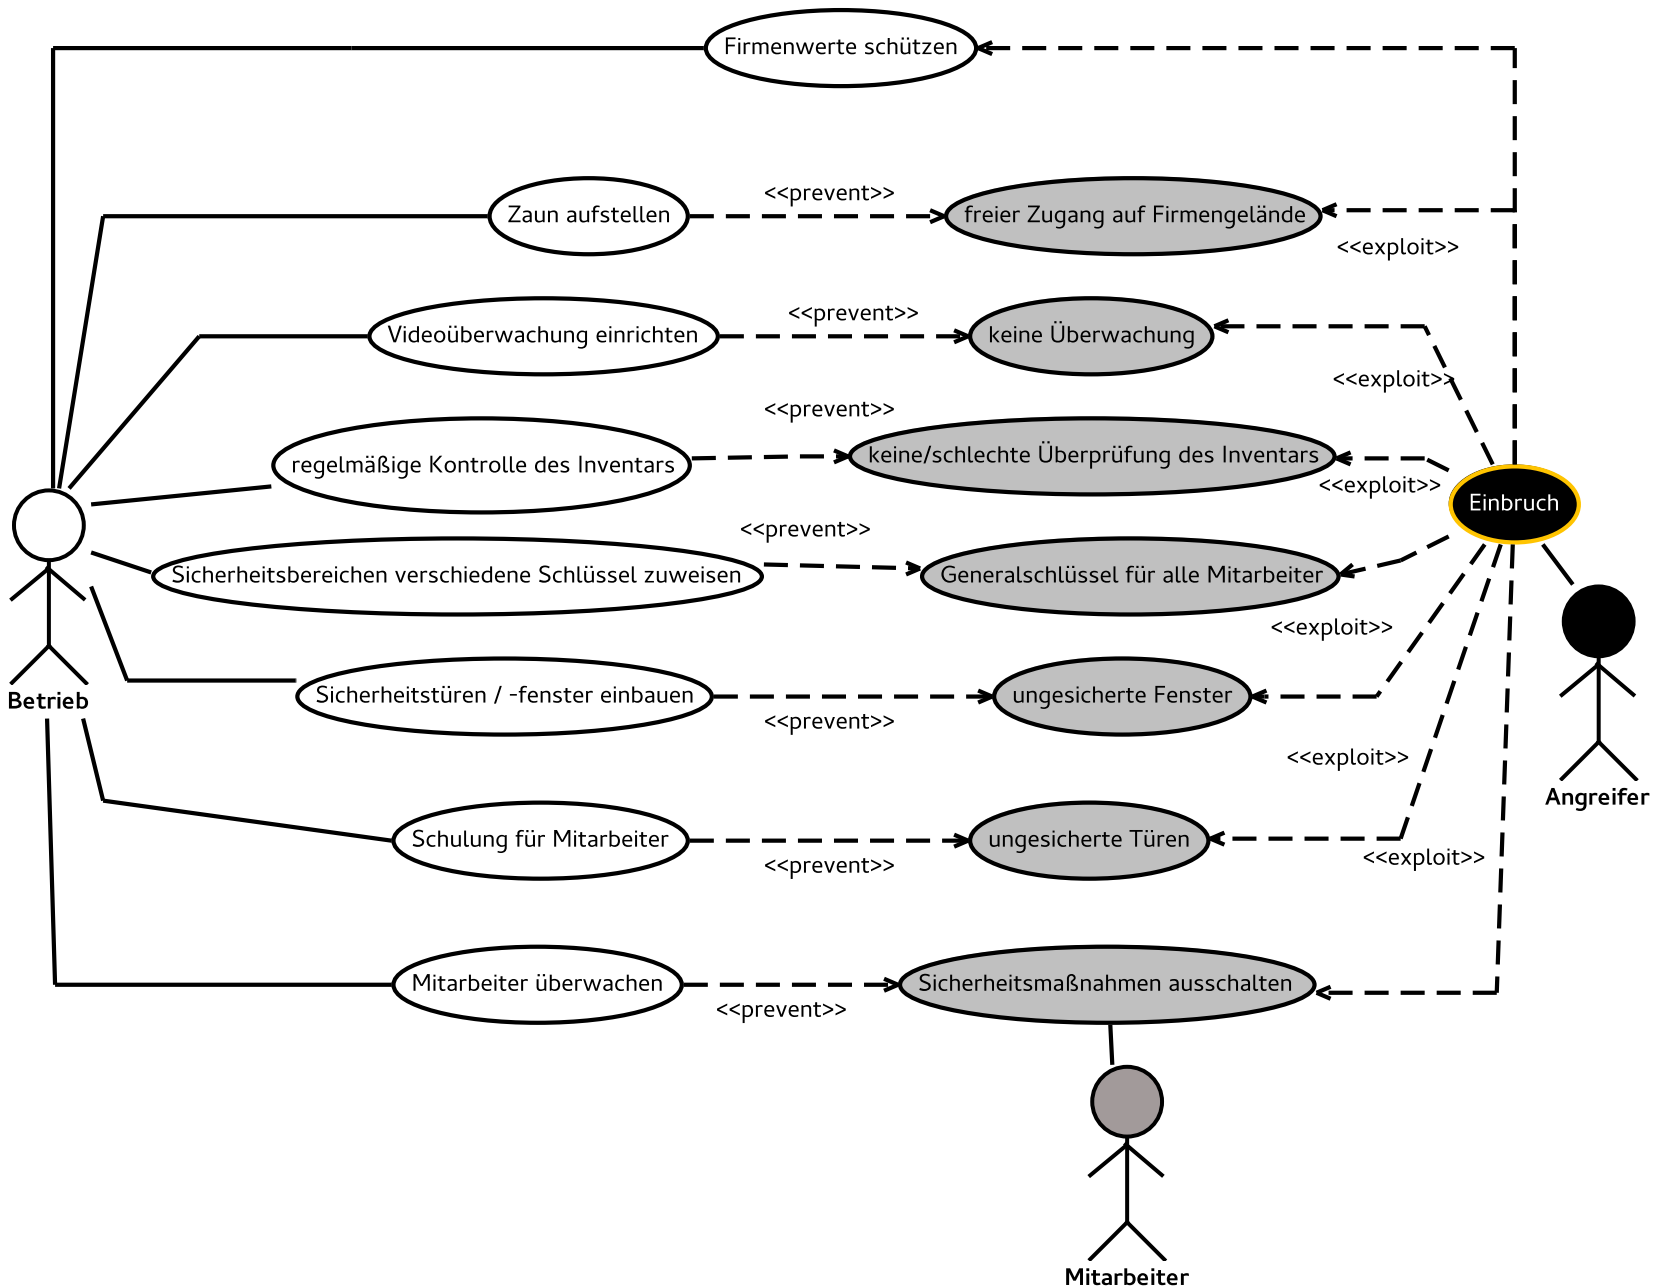 Firmenwerte schützen
<<prevent>>
Zaun aufstellen
freier Zugang auf Firmengelände
<<exploit>>
<<prevent>>
Videoüberwachung einrichten
keine Überwachung
<<exploit>>
<<prevent>>
regelmäßige Kontrolle des Inventars
keine/schlechte Überprüfung des Inventars
<<exploit>>
Einbruch
<<prevent>>
Sicherheitsbereichen verschiedene Schlüssel zuweisen
Generalschlüssel für alle Mitarbeiter
<<exploit>>
Betrieb
Sicherheitstüren / -fenster einbauen
ungesicherte Fenster
<<prevent>>
<<exploit>>
Angreifer
Schulung für Mitarbeiter
ungesicherte Türen
<<prevent>>
<<exploit>>
Mitarbeiter überwachen
Sicherheitsmaßnahmen ausschalten
<<prevent>>
Mitarbeiter